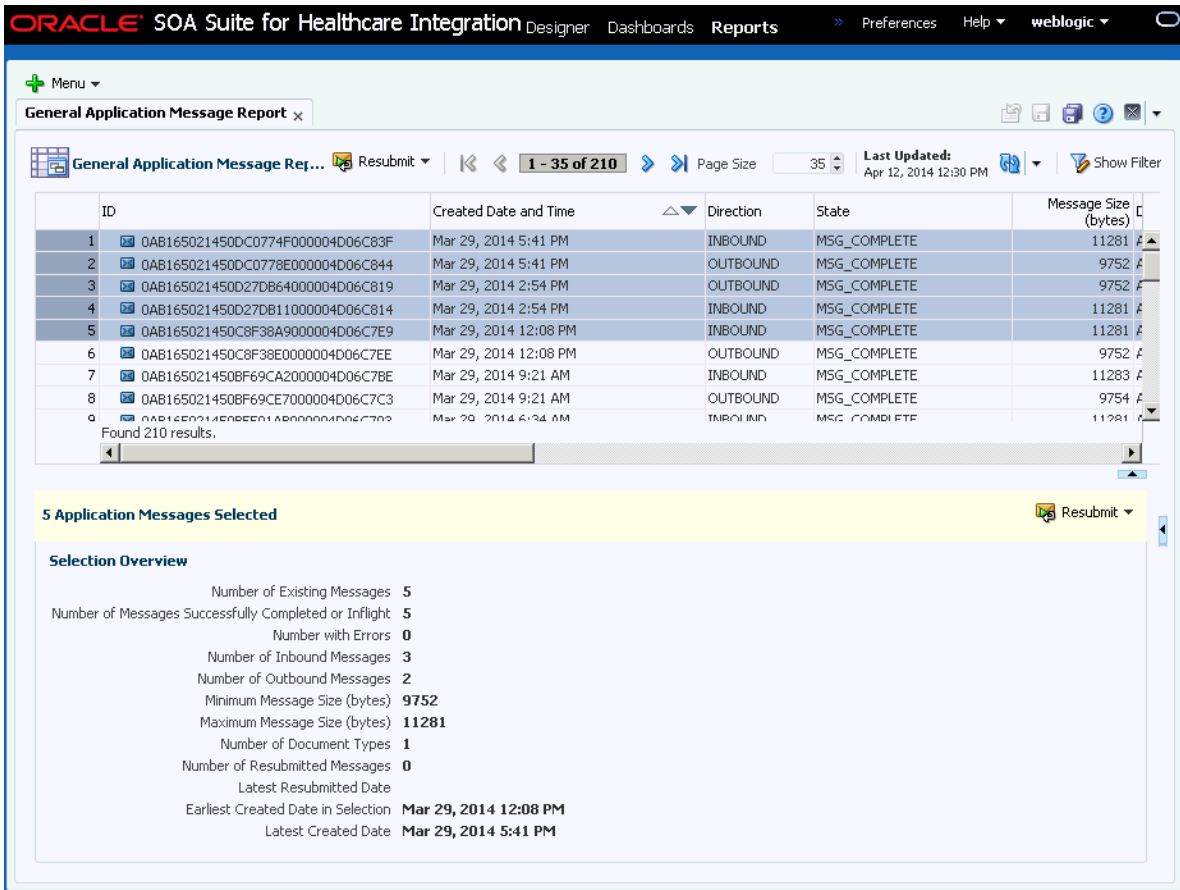 ORACLE SOA Suite for Healthcare Integration Designer Dashboards Reports » Preferences Help weblogic
Menu
General Application Message Report x
General Application Message Rep... Resubmit 1 - 35 of 210 Page Size 35 Last Updated: Apr 12, 2014 12:30 PM Show Filter
ID Created Date and Time Direction State Message Size (bytes) D
1 0AB165021450DC0774F000004D06C83F Mar 29, 2014 5:41 PM INBOUND MSG_COMPLETE 11281 A
2 0AB165021450DC0778E000004D06C844 Mar 29, 2014 5:41 PM OUTBOUND MSG_COMPLETE 9752 A
3 0AB165021450D27DB64000004D06C819 Mar 29, 2014 2:54 PM OUTBOUND MSG_COMPLETE 9752 A
4 0AB165021450D27DB11000004D06C814 Mar 29, 2014 2:54 PM INBOUND MSG_COMPLETE 11281 A
5 0AB165021450C8F38A9000004D06C7E9 Mar 29, 2014 12:08 PM INBOUND MSG_COMPLETE 11281 A
6 0AB165021450C8F38E0000004D06C7EE Mar 29, 2014 12:08 PM OUTBOUND MSG_COMPLETE 9752 A
7 0AB165021450BF69CA2000004D06C7BE Mar 29, 2014 9:21 AM INBOUND MSG_COMPLETE 11283 A
8 0AB165021450BF69CE7000004D06C7C3 Mar 29, 2014 9:21 AM OUTBOUND MSG_COMPLETE 9754 A
9 Mar 29, 2014 6:34 AM INBOUND MSG_COMPLETE 11281
Found 210 results.
5 Application Messages Selected Resubmit
Selection Overview
Number of Existing Messages 5
Number of Messages Successfully Completed or Inflight 5
Number with Errors 0
Number of Inbound Messages 3
Number of Outbound Messages 2
Minimum Message Size (bytes) 9752
Maximum Message Size (bytes) 11281
Number of Document Types 1
Number of Resubmitted Messages 0
Latest Resubmitted Date
Earliest Created Date in Selection Mar 29, 2014 12:08 PM
Latest Created Date Mar 29, 2014 5:41 PM